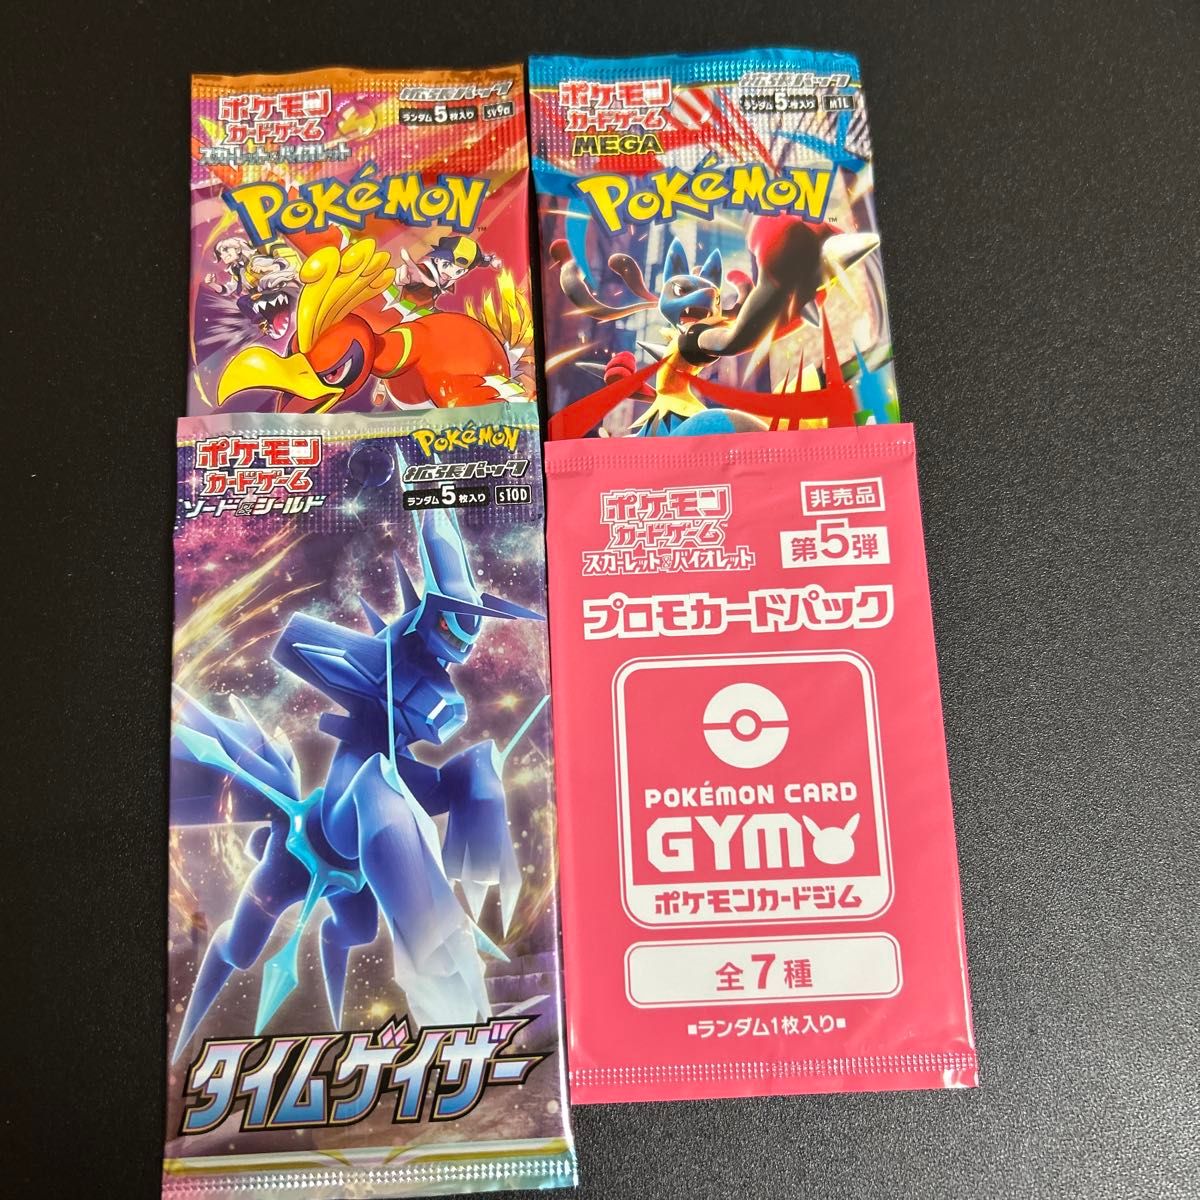 ポケモン
カードゲーム
スカーレット&バイオレット
拡張パック
ランダム5枚入り SV9a
POKéMON
TM
ポケモン
カードゲーム
MEGA
拡張パック
ランダム5枚入り M1L
POKéMON
TM
ポケモン
カードゲーム
ソード&シールド
POKéMON
拡張パック
ランダム5枚入り S10D
タイムゲイザー
ポケモン
カードゲーム
スカーレット&バイオレット
非売品
第5弾
プロモカードパック
POKÉMON CARD
GYM
ポケモンカードジム
全7種
■ランダム1枚入り■